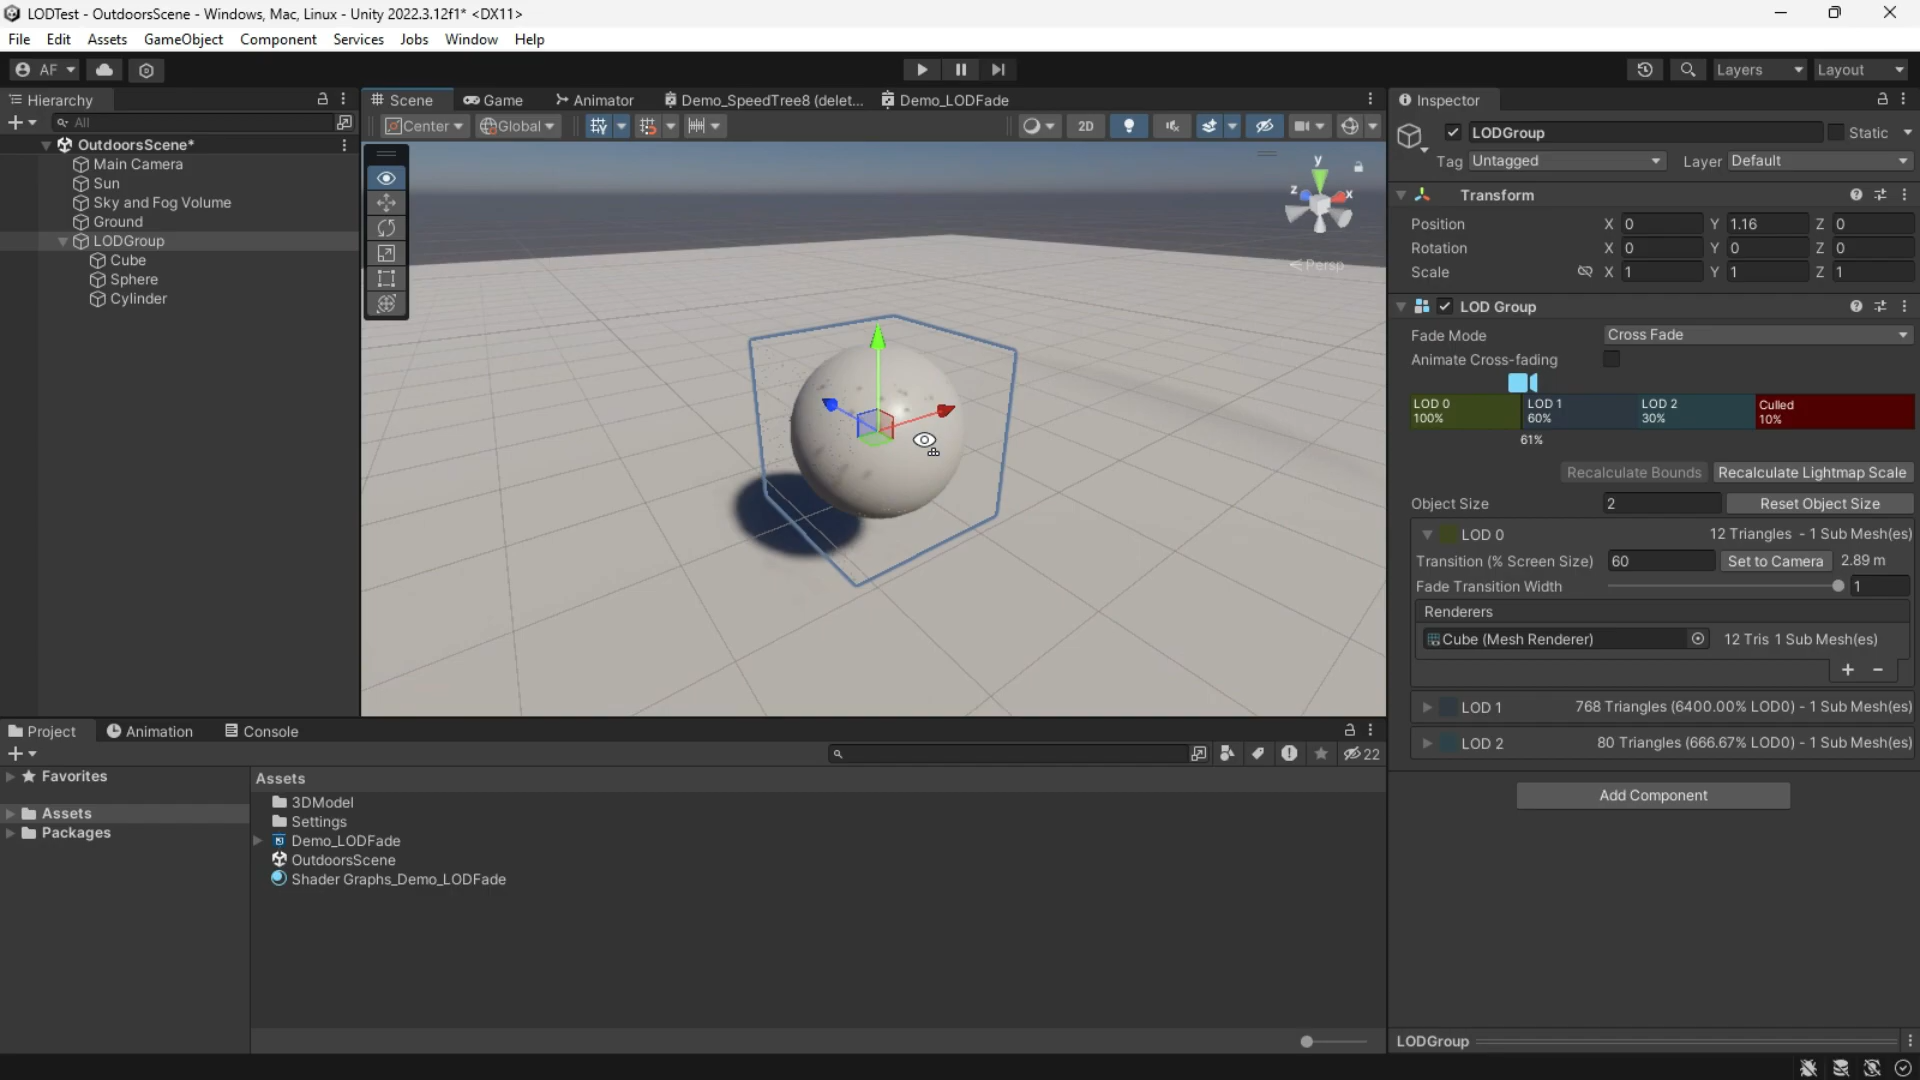 LODTest - OutdoorsScene - Windows, Mac, Linux - Unity 2022.3.12f1* <DX11>
File Edit Assets GameObject Component Services Jobs Window Help
AF
Layers
Layout
Hierarchy
All
OutdoorsScene*
Main Camera
Sun
Sky and Fog Volume
Ground
LODGroup
Cube
Sphere
Cylinder
Scene Game Animator Demo_SpeedTree8 (delet... Demo_LODFade
Center Global 2D
y
z x
Persp
Inspector
LODGroup Static
Tag Untagged Layer Default
Transform
Position X 0 Y 1.16 Z 0
Rotation X 0 Y 0 Z 0
Scale X 1 Y 1 Z 1
LOD Group
Fade Mode Cross Fade
Animate Cross-fading
LOD 0 LOD 1 LOD 2 Culled
100% 60% 30% 10%
61%
Recalculate Bounds Recalculate Lightmap Scale
Object Size 2 Reset Object Size
LOD 0 12 Triangles - 1 Sub Mesh(es)
Transition (% Screen Size) 60 Set to Camera 2.89 m
Fade Transition Width 1
Renderers
Cube (Mesh Renderer) 12 Tris 1 Sub Mesh(es)
LOD 1 768 Triangles (6400.00% LOD0) - 1 Sub Mesh(es)
LOD 2 80 Triangles (666.67% LOD0) - 1 Sub Mesh(es)
Add Component
LODGroup
Project Animation Console
22
Favorites
Assets
Packages
Assets
3DModel
Settings
Demo_LODFade
OutdoorsScene
Shader Graphs_Demo_LODFade